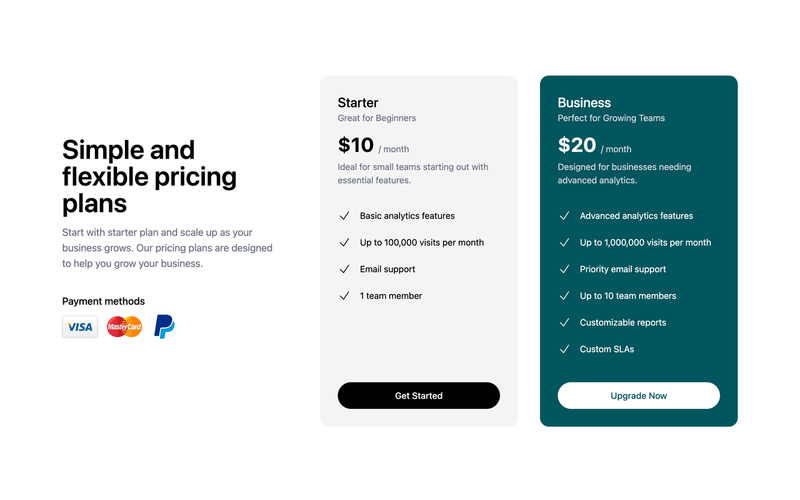 Simple and
flexible pricing
plans
Start with starter plan and scale up as your
business grows. Our pricing plans are designed
to help you grow your business.
Payment methods
VISA
MasterCard
Starter
Great for Beginners
$10 / month
Ideal for small teams starting out with
essential features.
Basic analytics features
Up to 100,000 visits per month
Email support
1 team member
Get Started
Business
Perfect for Growing Teams
$20 / month
Designed for businesses needing
advanced analytics.
Advanced analytics features
Up to 1,000,000 visits per month
Priority email support
Up to 10 team members
Customizable reports
Custom SLAs
Upgrade Now